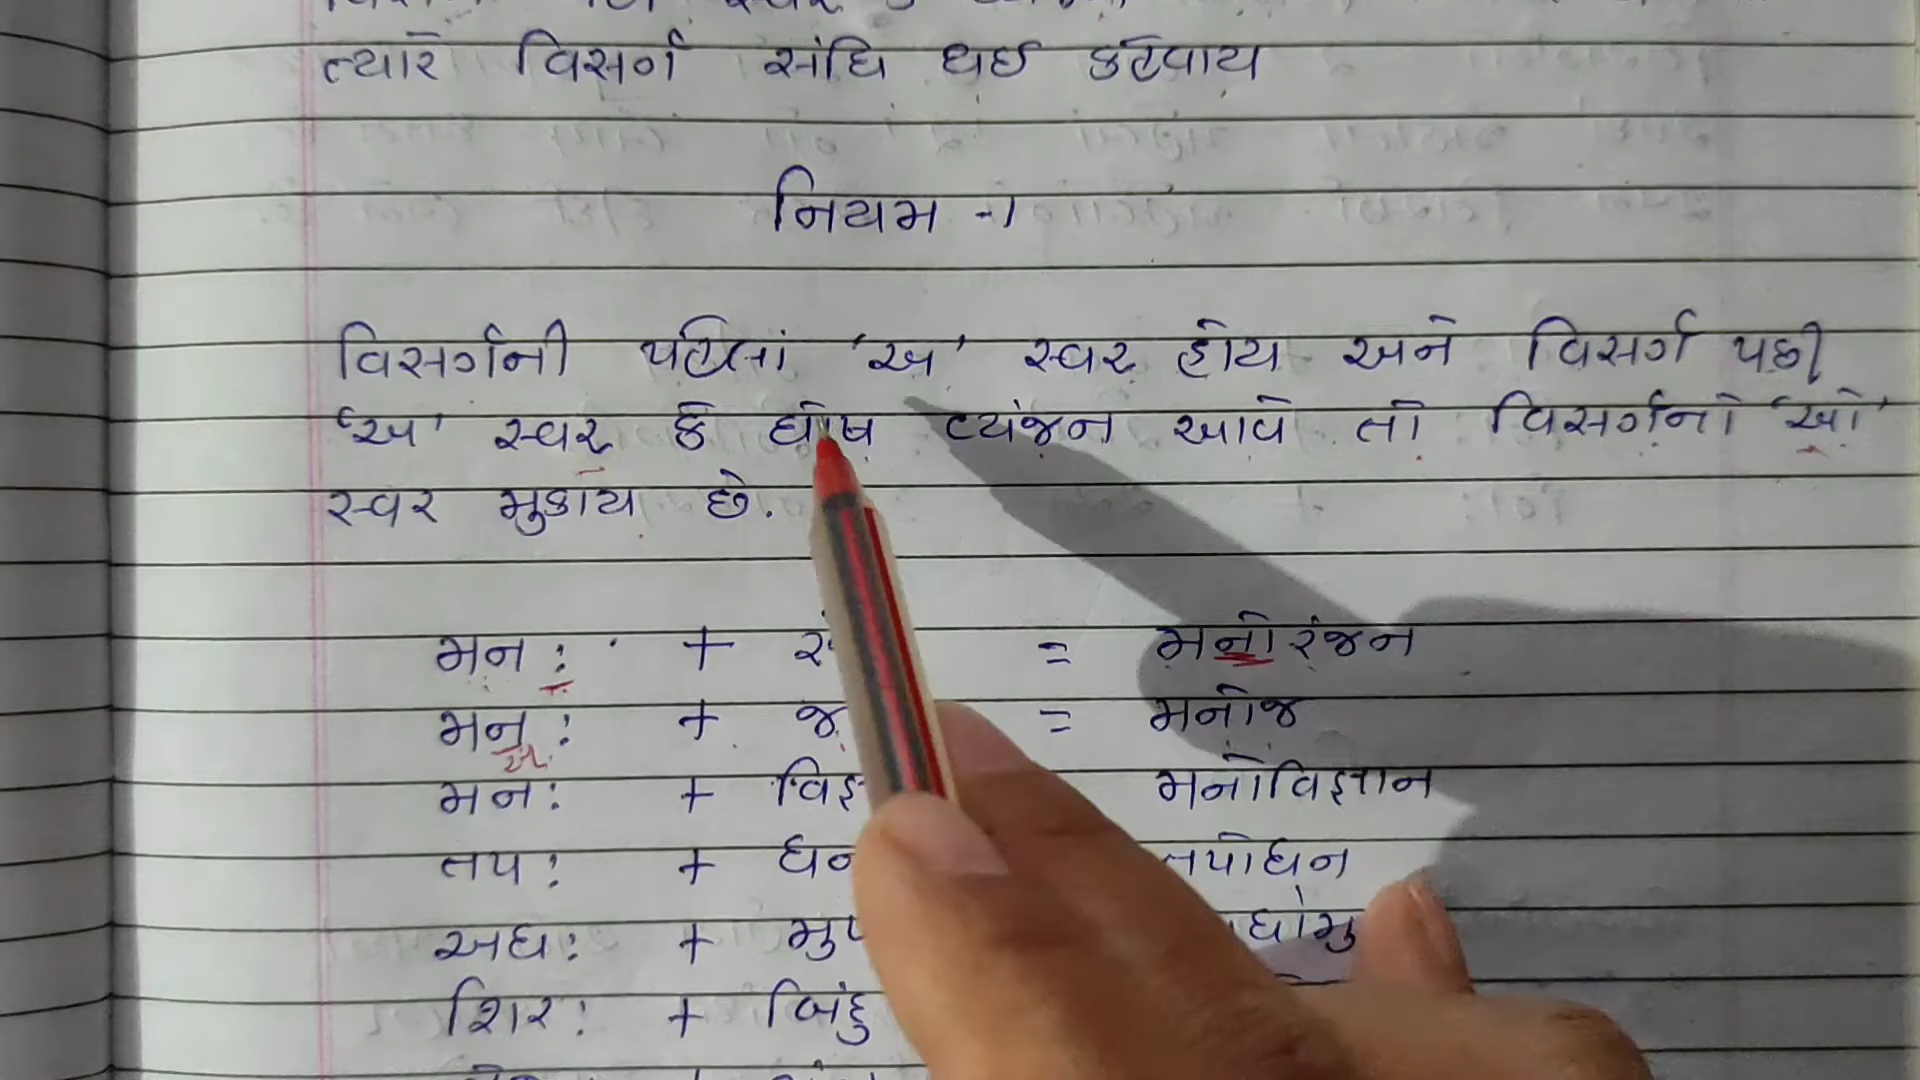 ત્યારે વિસર્ગ સંધિ થઈ કહેવાય
નિયમ -૧
વિસર્ગની પહેલાં 'અ' સ્વર હોય અને વિસર્ગ પછી
'અ' સ્વર કે ઘોષ વ્યંજન આવે તો વિસર્ગનો 'ઓ'
સ્વર મુકાય છે.
મન: + = મનોરંજન
મન: + જ = મનોજ
અ
મન: + મનોવિજ્ઞાન
તપ: + ધન તપોધન
અધ: +
શિર: + બિંદુ